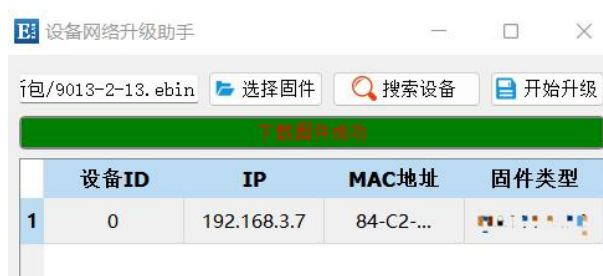 设备网络升级助手
包/9013-2-13.ebin 选择固件 搜索设备 开始升级
下载固件成功
设备ID IP MAC地址 固件类型
1 0 192.168.3.7 84-C2-...